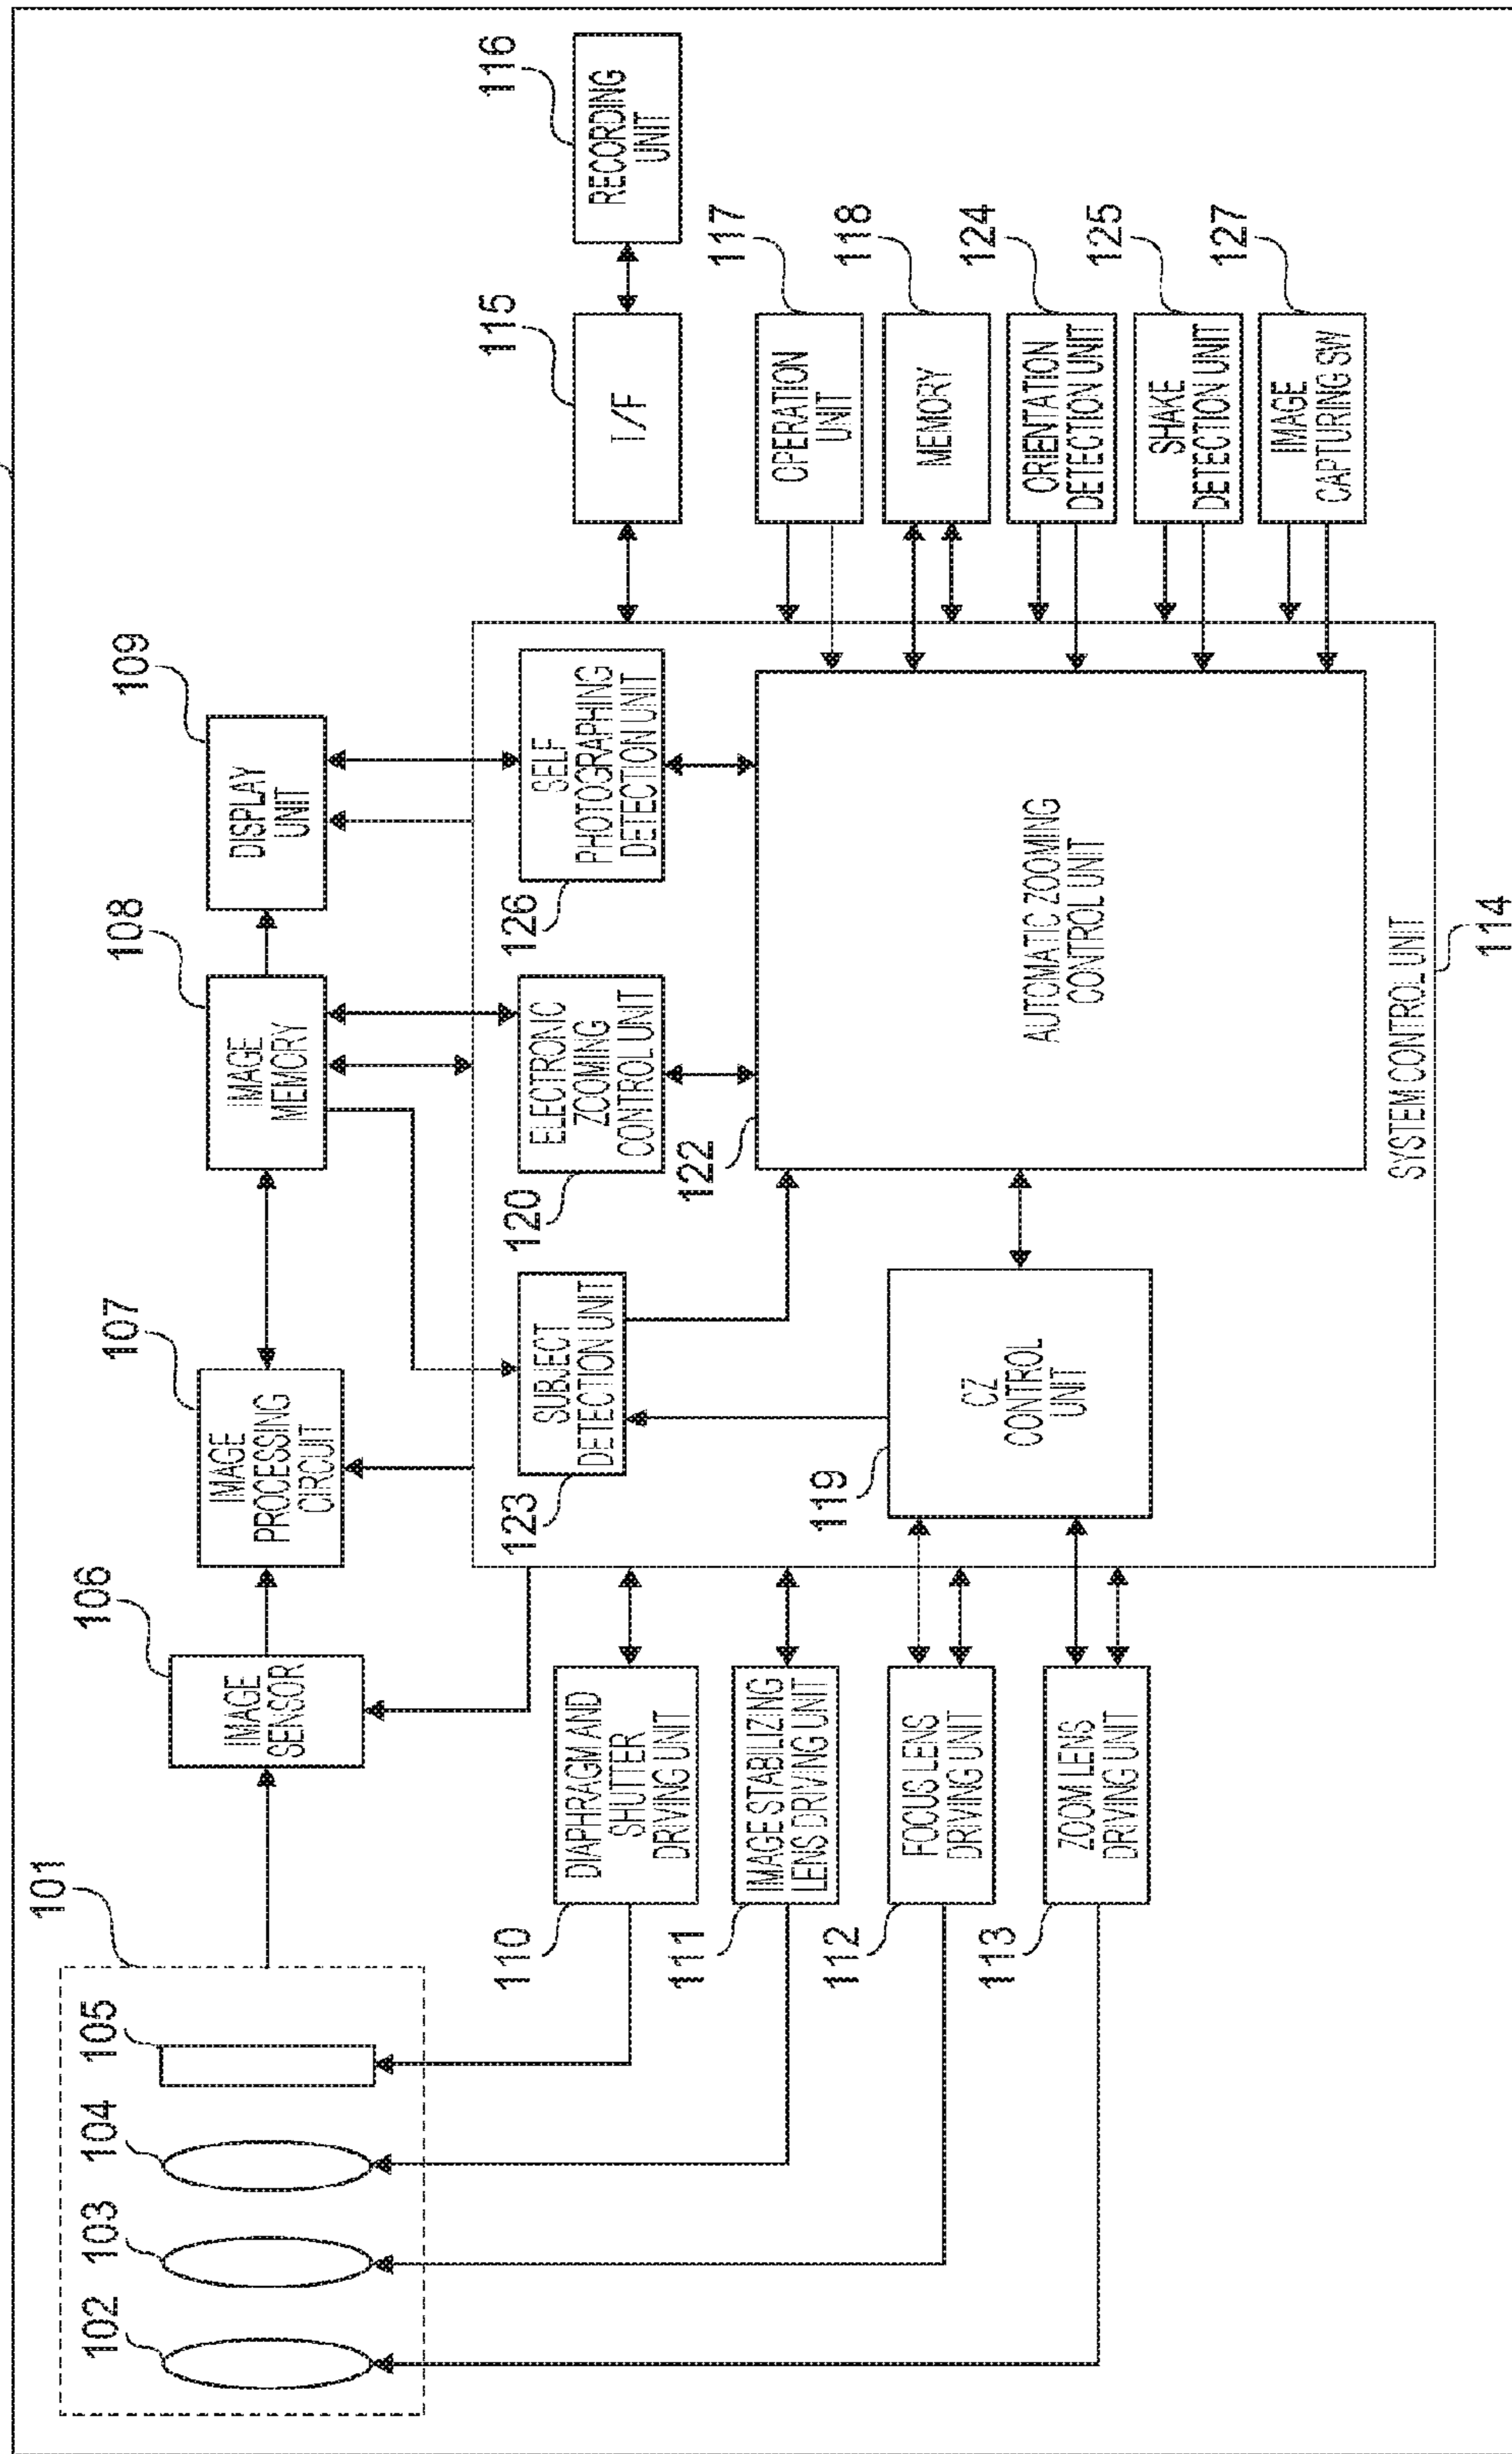 101
102
103
104
105
106
IMAGE
SENSOR
107
IMAGE
PROCESSING
CIRCUIT
108
IMAGE
MEMORY
109
DISPLAY
UNIT
110
DIAPHRAGM AND
SHUTTER
DRIVING UNIT
111
IMAGE STABILIZING
LENS DRIVING UNIT
112
FOCUS LENS
DRIVING UNIT
113
ZOOM LENS
DRIVING UNIT
123
SUBJECT
DETECTION UNIT
120
ELECTRONIC
ZOOMING
CONTROL UNIT
126
SELF
PHOTOGRAPHING
DETECTION UNIT
119
CZ
CONTROL
UNIT
122
AUTOMATIC ZOOMING
CONTROL UNIT
SYSTEM CONTROL UNIT
114
115
I/F
116
RECORDING
UNIT
117
OPERATION
UNIT
118
MEMORY
124
ORIENTATION
DETECTION UNIT
125
SHAKE
DETECTION UNIT
127
IMAGE
CAPTURING SW